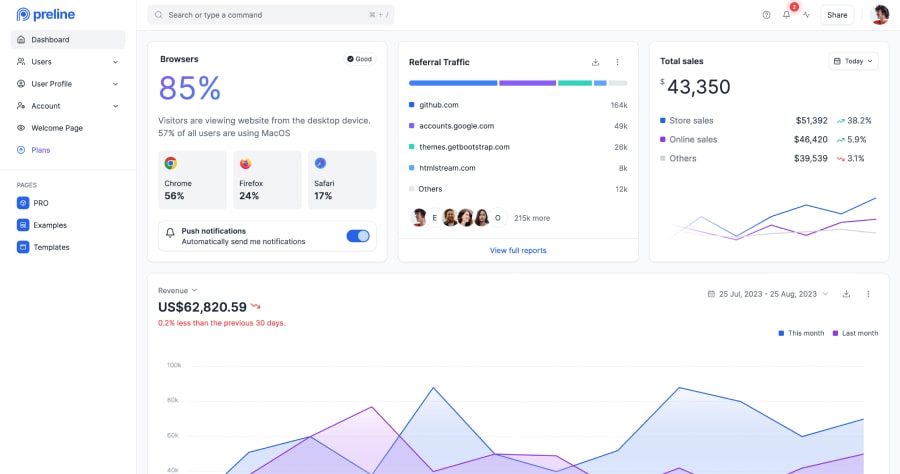 preline
Search or type a command
⌘ + /
2
Share
Dashboard
Users
User Profile
Account
Welcome Page
Plans
PAGES
PRO
Examples
Templates
Browsers
Good
85%
Visitors are viewing website from the desktop device.
57% of all users are using MacOS
Chrome
56%
Firefox
24%
Safari
17%
Push notifications
Automatically send me notifications
Referral Traffic
github.com 164k
accounts.google.com 49k
themes.getbootstrap.com 26k
htmlstream.com 8k
Others 12k
E O 215k more
View full reports
Total sales
Today
$43,350
Store sales $51,392 38.2%
Online sales $46,420 5.9%
Others $39,539 3.1%
Revenue
US$62,820.59
0.2% less than the previous 30 days.
25 Jul, 2023 - 25 Aug, 2023
This month Last month
100k
80k
60k
40k